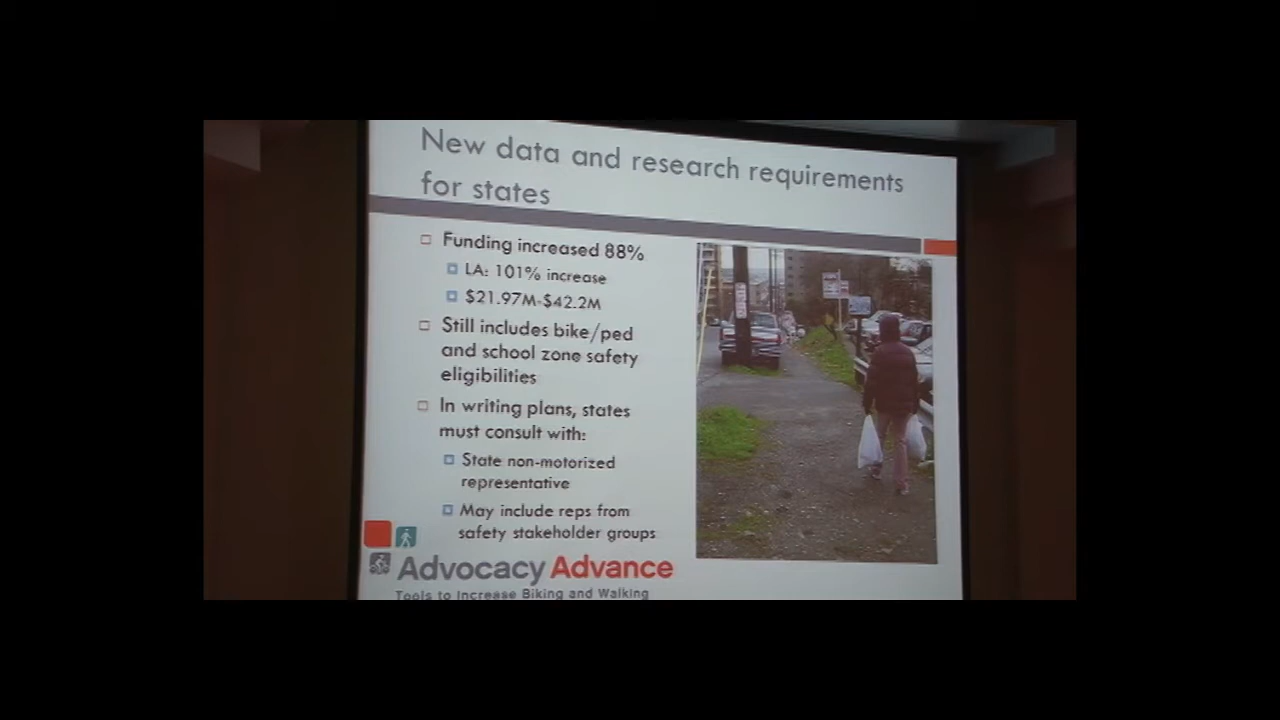 New data and research requirements
for states
Funding increased 88%
LA: 101% increase
$21.97M-$42.2M
Still includes bike/ped
and school zone safety
eligibilities
In writing plans, states
must consult with:
State non-motorized
representative
May include reps from
safety stakeholder groups
Advocacy Advance
Tools to Increase Biking and Walking